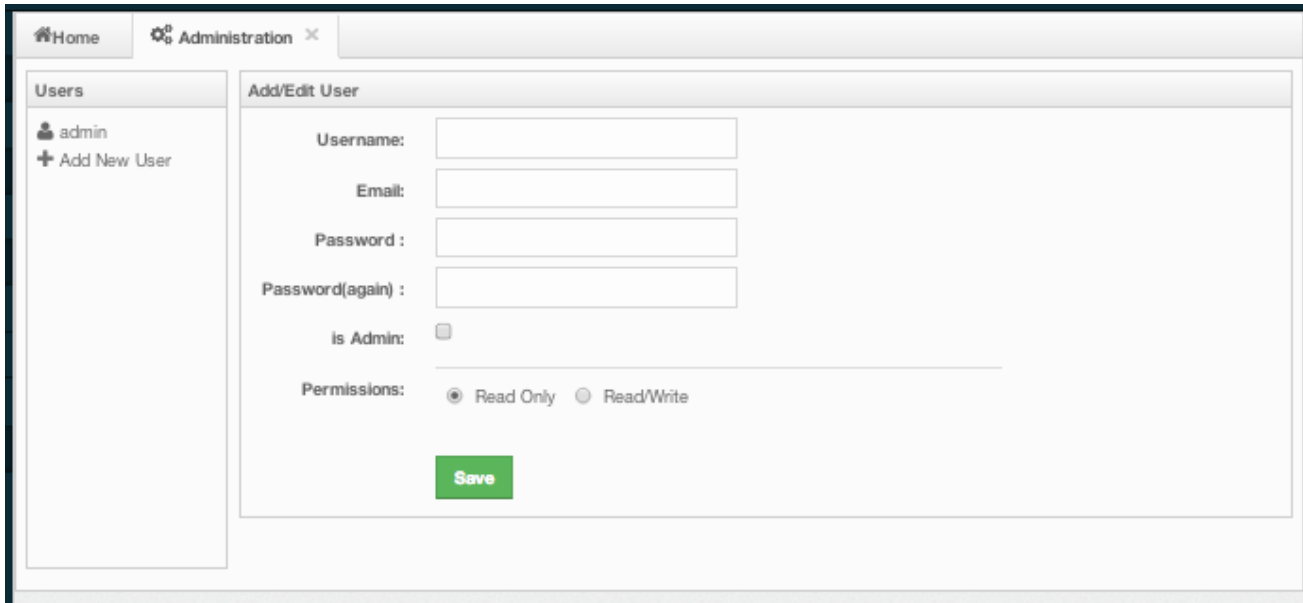 Home
Administration
Users
admin
Add New User
Add/Edit User
Username:
Email:
Password :
Password(again) :
is Admin:
Permissions:
Read Only Read/Write
Save